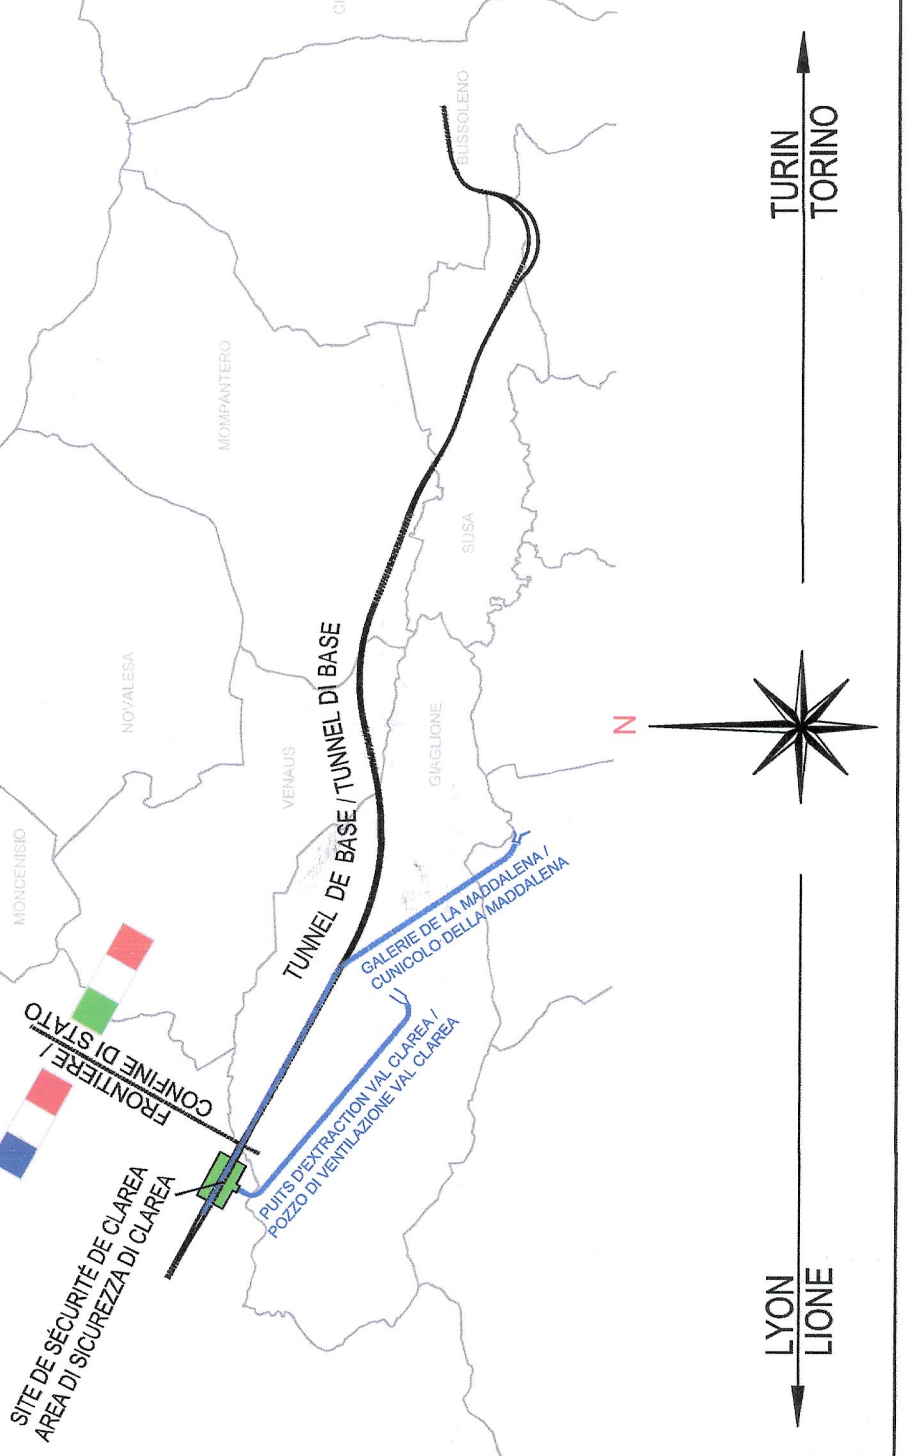 SITE DE SÉCURITÉ DE CLAREA
AREA DI SICUREZZA DI CLAREA
FRONTIERE /
CONFINE DI STATO
MONCENISIO
NOVALESA
VENAUS
MOMPANTERO
GIAGLIONE
SUSA
BUSSOLENO
TUNNEL DE BASE / TUNNEL DI BASE
PUITS D'EXTRACTION VAL CLAREA /
POZZO DI VENTILAZIONE VAL CLAREA
GALERIE DE LA MADDALENA /
CUNICOLO DELLA MADDALENA
N
LYON
LIONE
TURIN
TORINO